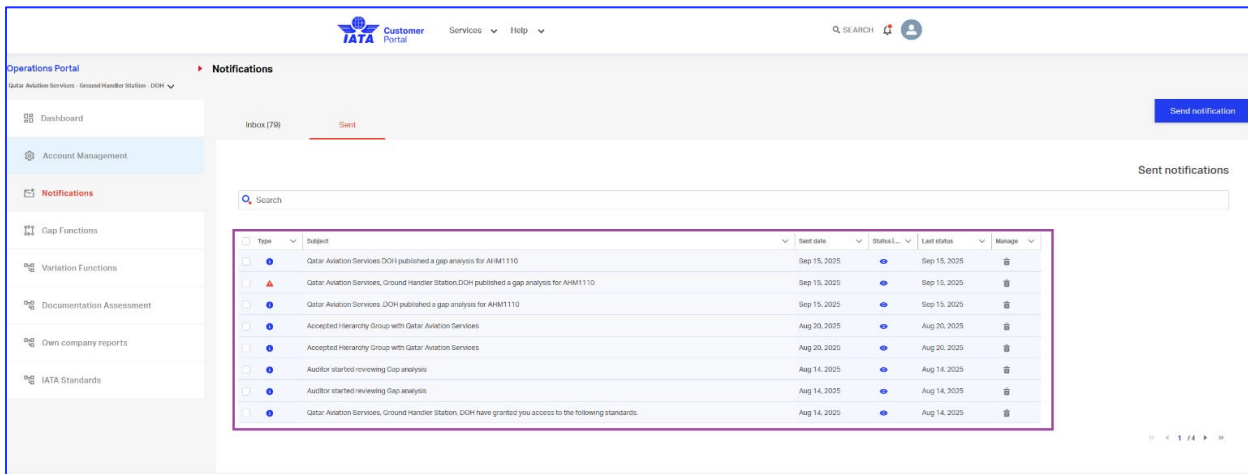 IATA Customer Portal
Services Help
SEARCH
Operations Portal
Qatar Aviation Services - Ground Handler Station - DOH
Notifications
Dashboard
Account Management
Notifications
Gap Functions
Variation Functions
Documentation Assessment
Own company reports
IATA Standards
Inbox (79) Sent
Send notification
Sent notifications
Search
Type Subject Sent date Status I... Last status Manage
Qatar Aviation Services DOH published a gap analysis for AHM1110 Sep 15, 2025 Sep 15, 2025
Qatar Aviation Services, Ground Handler Station,DOH published a gap analysis for AHM1110 Sep 15, 2025 Sep 15, 2025
Qatar Aviation Services .DOH published a gap analysis for AHM1110 Sep 15, 2025 Sep 15, 2025
Accepted Hierarchy Group with Qatar Aviation Services Aug 20, 2025 Aug 20, 2025
Accepted Hierarchy Group with Qatar Aviation Services Aug 20, 2025 Aug 20, 2025
Auditor started reviewing Gap analysis Aug 14, 2025 Aug 14, 2025
Auditor started reviewing Gap analysis Aug 14, 2025 Aug 14, 2025
Qatar Aviation Services, Ground Handler Station, DOH have granted you access to the following standards. Aug 14, 2025 Aug 14, 2025
1 / 4